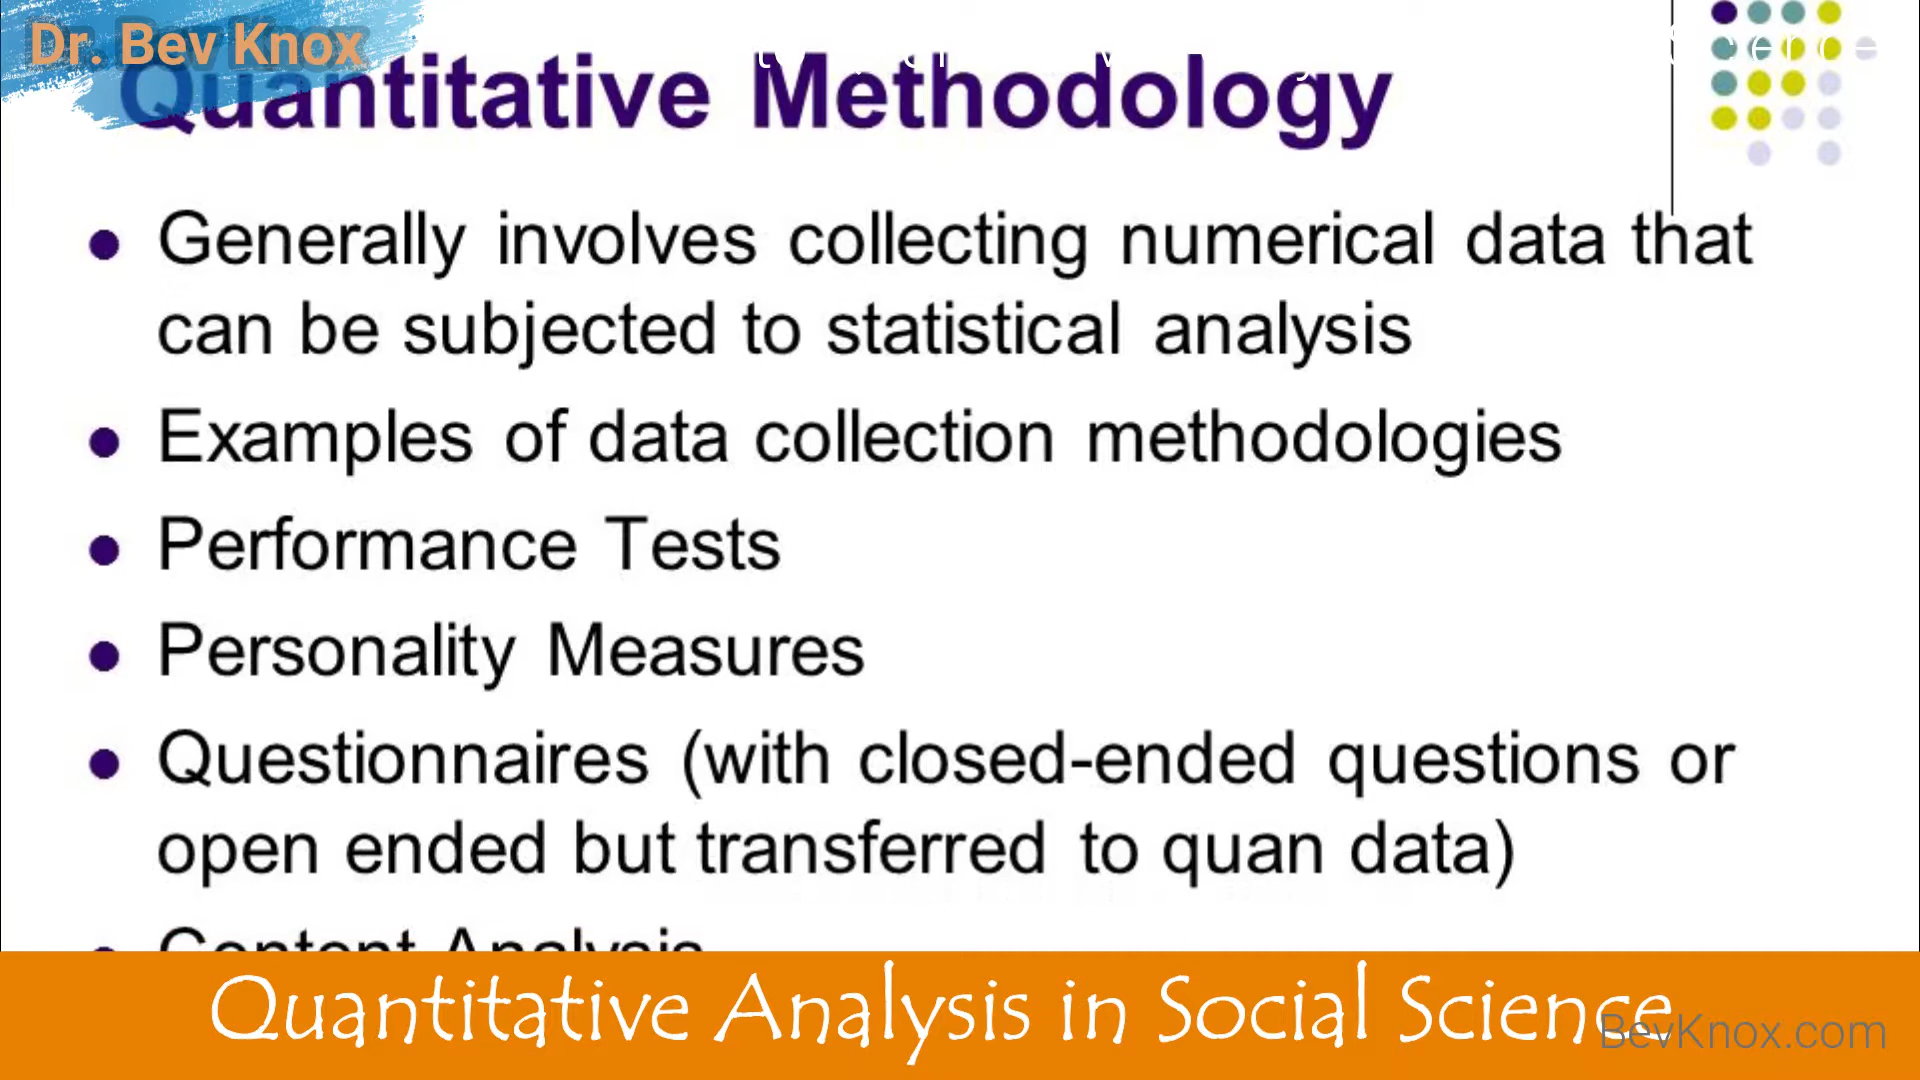 Dr. Bev Knox
Quantitative Methodology
• Generally involves collecting numerical data that
can be subjected to statistical analysis
• Examples of data collection methodologies
• Performance Tests
• Personality Measures
• Questionnaires (with closed-ended questions or
open ended but transferred to quan data)
• Content Analysis
Quantitative Analysis in Social Science
BevKnox.com